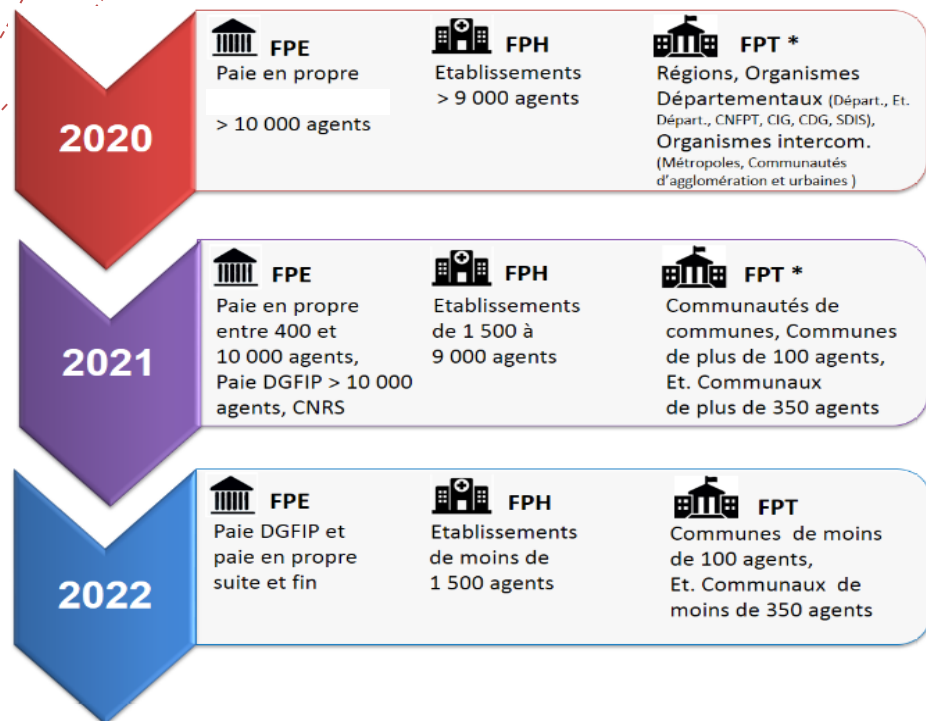 2020
FPE
Paie en propre
> 10 000 agents
FPH
Etablissements
> 9 000 agents
FPT *
Régions, Organismes
Départementaux (Départ., Et.
Départ., CNFPT, CIG, CDG, SDIS),
Organismes intercom.
(Métropoles, Communautés
d'agglomération et urbaines )
2021
FPE
Paie en propre
entre 400 et
10 000 agents,
Paie DGFIP > 10 000
agents, CNRS
FPH
Etablissements
de 1 500 à
9 000 agents
FPT *
Communautés de
communes, Communes
de plus de 100 agents,
Et. Communaux
de plus de 350 agents
2022
FPE
Paie DGFIP et
paie en propre
suite et fin
FPH
Etablissements
de moins de
1 500 agents
FPT
Communes de moins
de 100 agents,
Et. Communaux de
moins de 350 agents